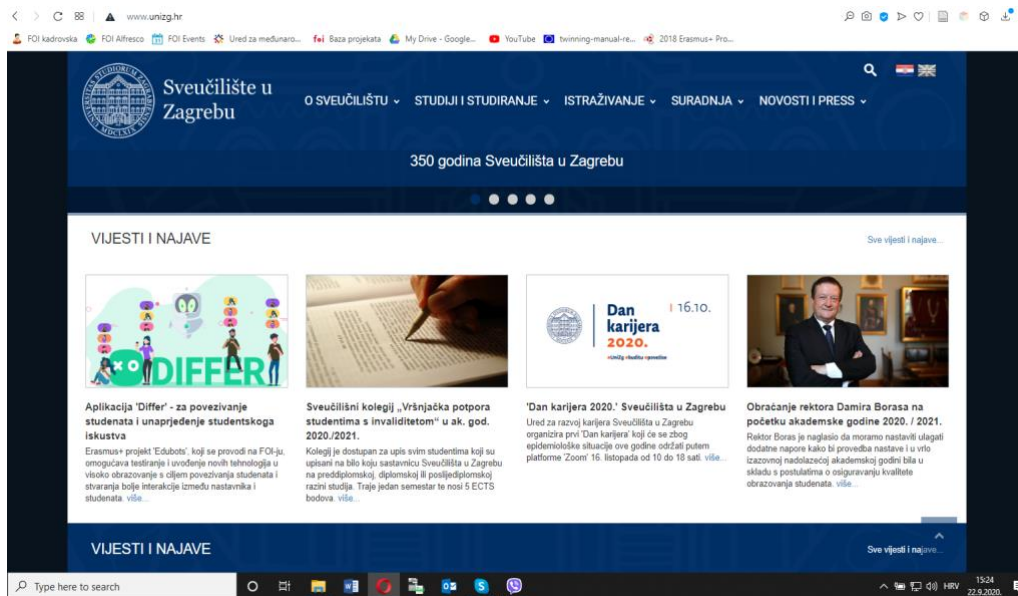 www.unizg.hr
FOI kadrovska
FOI Alfresco
FOI Events
Ured za međunaro...
foi Baza projekata
My Drive - Google...
YouTube
twinning-manual-re...
2018 Erasmus+ Pro...
Sveučilište u
Zagrebu
O SVEUČILIŠTU
STUDIJI I STUDIRANJE
ISTRAŽIVANJE
SURADNJA
NOVOSTI I PRESS
350 godina Sveučilišta u Zagrebu
VIJESTI I NAJAVE
Sve vijesti i najave...
DIFFER
Dan
karijera
2020.
16.10.
Aplikacija 'Differ' - za povezivanje
studenata i unaprjeđenje studentskoga
iskustva
Erasmus+ projekt 'Edubots', koji se provodi na FOI-ju,
omogućava testiranje i uvođenje novih tehnologija u
visoko obrazovanje s ciljem povezivanja studenata i
stvaranja bolje interakcije između nastavnika i
studenata. više...
Sveučilišni kolegij „Vršnjačka potpora
studentima s invaliditetom“ u ak. god.
2020./2021.
Kolegij je dostupan za upis svim studentima koji su
upisani na bilo koju sastavnicu Sveučilišta u Zagrebu
na preddiplomskoj, diplomskoj ili poslijediplomskoj
razini studija. Traje jedan semestar te nosi 5 ECTS
bodova. više...
'Dan karijera 2020.' Sveučilišta u Zagrebu
Ured za razvoj karijera Sveučilišta u Zagrebu
organizira prvi 'Dan karijera' koji će se zbog
epidemiološke situacije ove godine održati putem
platforme 'Zoom' 16. listopada od 10 do 18 sati. više...
Obraćanje rektora Damira Borasa na
početku akademske godine 2020. / 2021.
Rektor Boras je naglasio da moramo nastaviti ulagati
dodatne napore kako bi provedba nastave i u vrlo
izazovnoj nadolazećoj akademskoj godini bila u
skladu s postulatima o osiguravanju kvalitete
obrazovanja studenata. više...
VIJESTI I NAJAVE
Sve vijesti i najave...
Type here to search
HRV
15:24
22.9.2020.